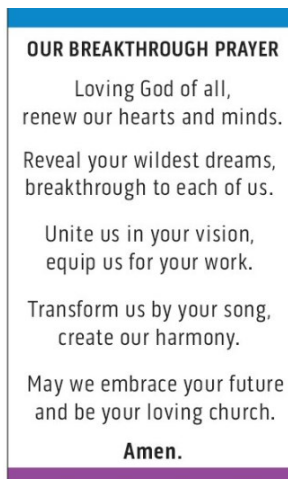 OUR BREAKTHROUGH PRAYER
Loving God of all,
renew our hearts and minds.
Reveal your wildest dreams,
breakthrough to each of us.
Unite us in your vision,
equip us for your work.
Transform us by your song,
create our harmony.
May we embrace your future
and be your loving church.
Amen.